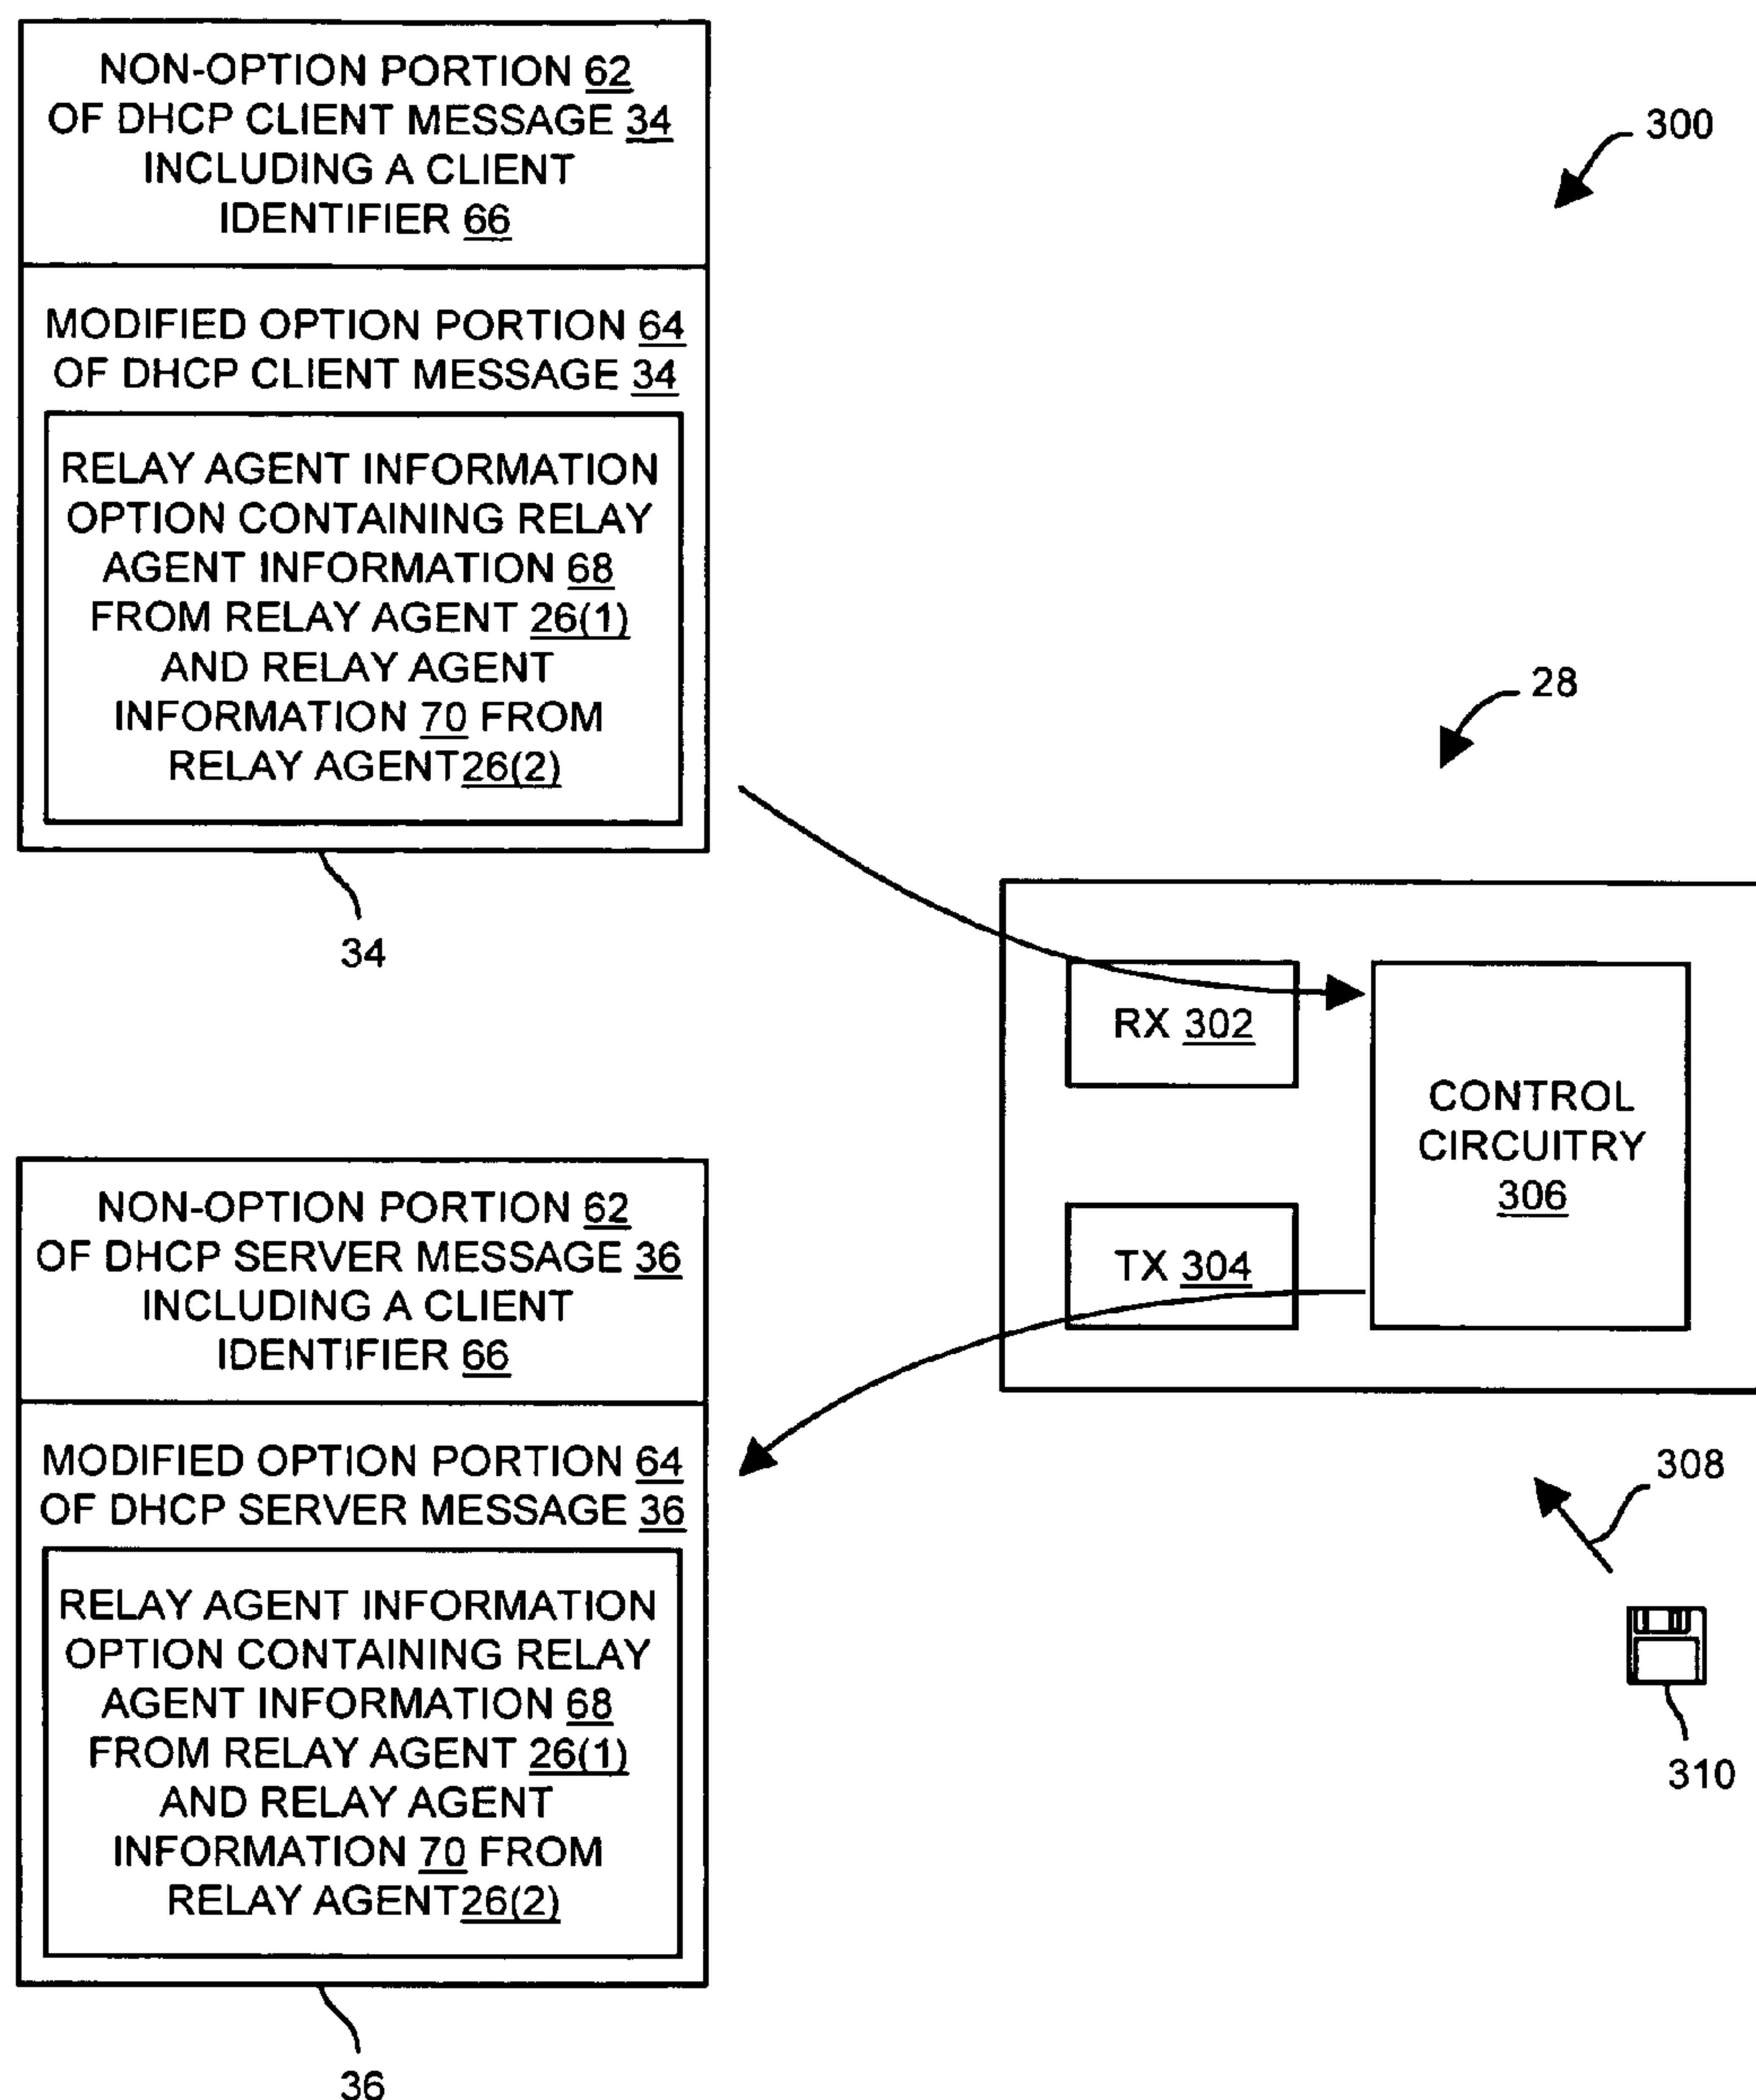 NON-OPTION PORTION 62
OF DHCP CLIENT MESSAGE 34
INCLUDING A CLIENT
IDENTIFIER 66
MODIFIED OPTION PORTION 64
OF DHCP CLIENT MESSAGE 34
RELAY AGENT INFORMATION
OPTION CONTAINING RELAY
AGENT INFORMATION 68
FROM RELAY AGENT 26(1)
AND RELAY AGENT
INFORMATION 70 FROM
RELAY AGENT26(2)
34
300
28
RX 302
TX 304
CONTROL
CIRCUITRY
306
NON-OPTION PORTION 62
OF DHCP SERVER MESSAGE 36
INCLUDING A CLIENT
IDENTIFIER 66
MODIFIED OPTION PORTION 64
OF DHCP SERVER MESSAGE 36
RELAY AGENT INFORMATION
OPTION CONTAINING RELAY
AGENT INFORMATION 68
FROM RELAY AGENT 26(1)
AND RELAY AGENT
INFORMATION 70 FROM
RELAY AGENT26(2)
36
308
310